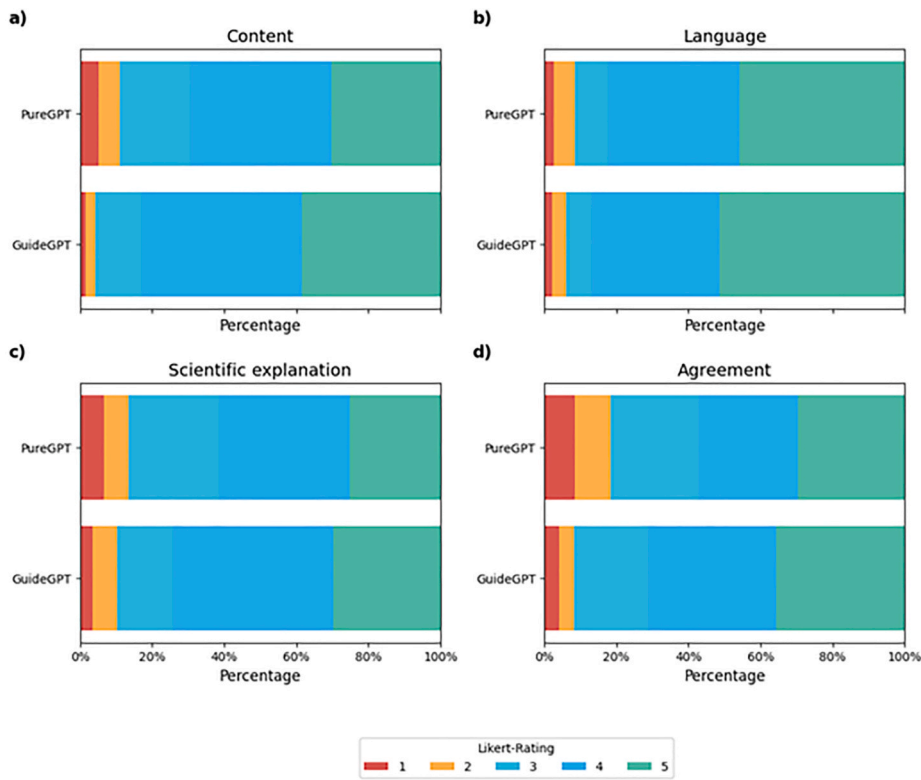 a)
Content
PureGPT
GuideGPT
Percentage
b)
Language
PureGPT
GuideGPT
Percentage
c)
Scientific explanation
PureGPT
GuideGPT
0% 20% 40% 60% 80% 100%
Percentage
d)
Agreement
PureGPT
GuideGPT
0% 20% 40% 60% 80% 100%
Percentage
Likert-Rating
1 2 3 4 5